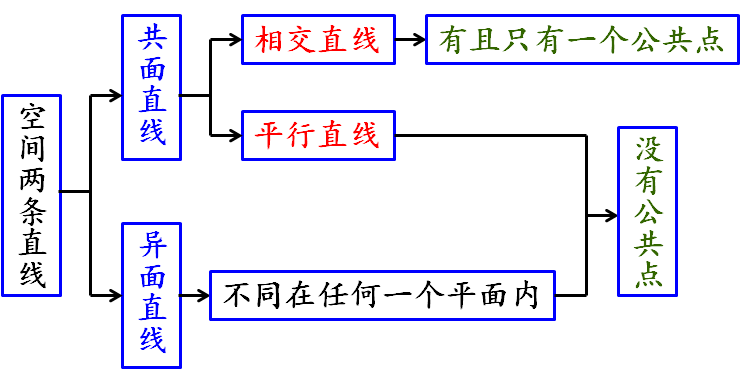 空间两条直线
共面直线
相交直线
有且只有一个公共点
平行直线
没有公共点
异面直线
不同在任何一个平面内